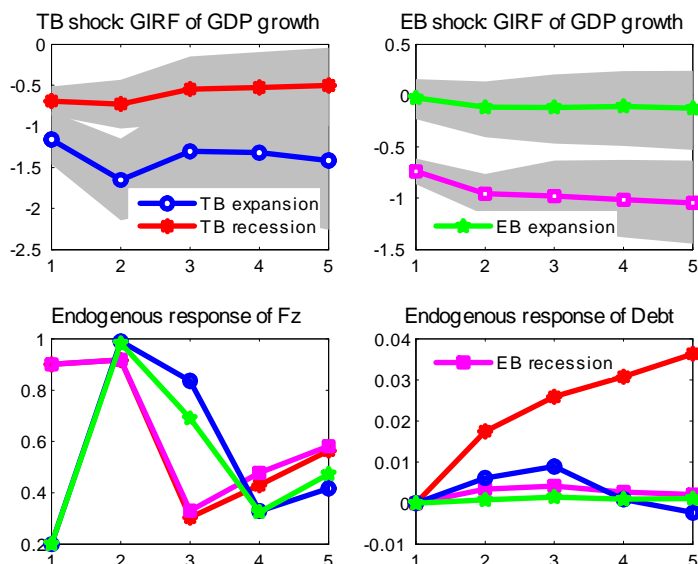 TB shock: GIRF of GDP growth
0
-0.5
-1
-1.5
-2
-2.5
TB expansion
TB recession
1 2 3 4 5
EB shock: GIRF of GDP growth
0.5
0
-0.5
-1
-1.5
EB expansion
1 2 3 4 5
Endogenous response of Fz
1
0.8
0.6
0.4
0.2
1 2 3 4 5
Endogenous response of Debt
0.04
0.03
0.02
0.01
0
-0.01
EB recession
1 2 3 4 5